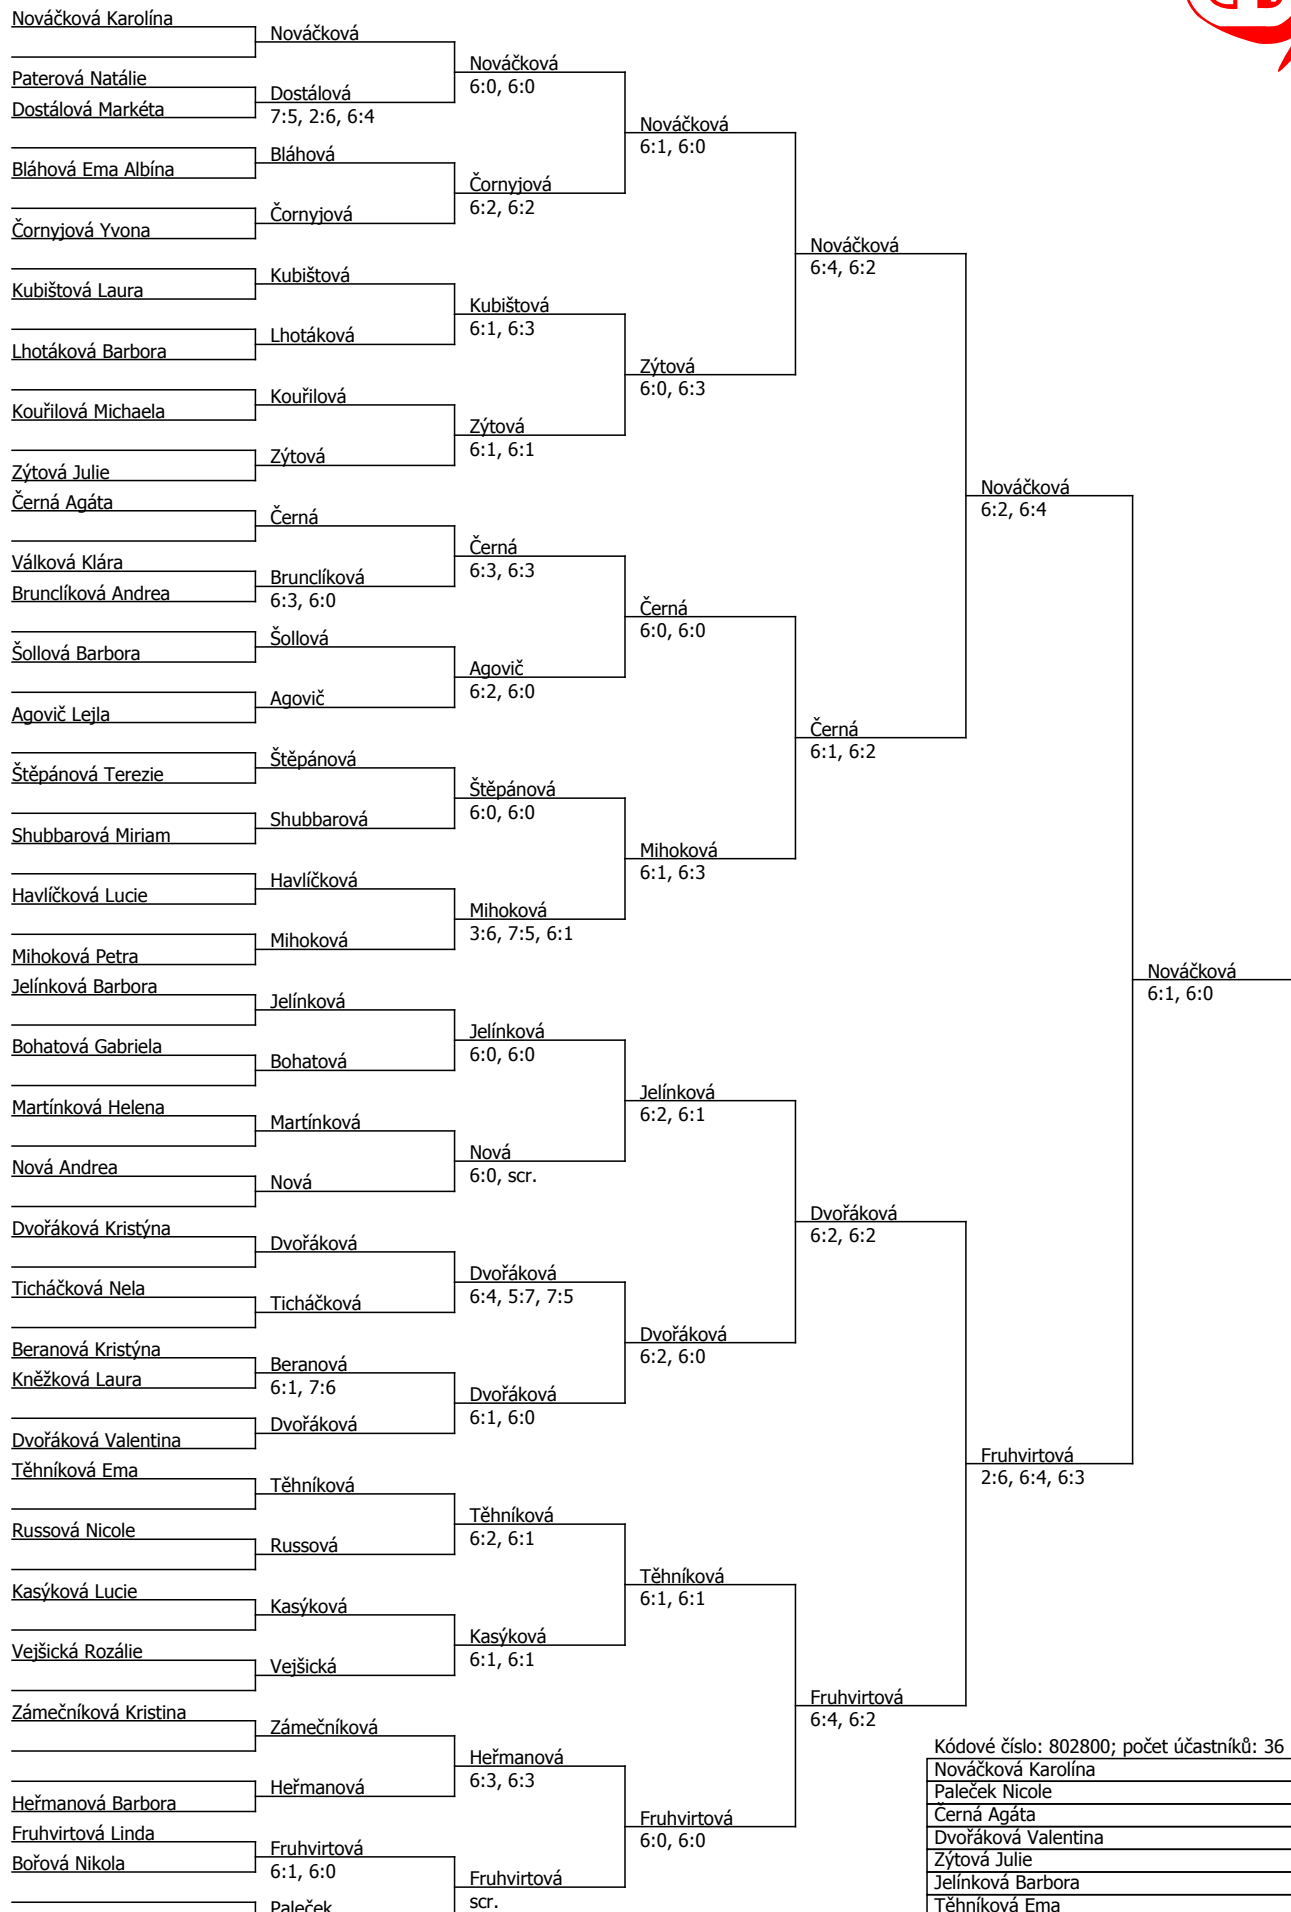 Nováčková Karolína
Paterová Natálie
Dostálová Markéta
Bláhová Ema Albína
Čornyjová Yvona
Kubištová Laura
Lhotáková Barbora
Kouřilová Michaela
Zýtová Julie
Černá Agáta
Válková Klára
Brunclíková Andrea
Šollová Barbora
Agovič Lejla
Štěpánová Terezie
Shubbarová Miriam
Havlíčková Lucie
Mihoková Petra
Jelínková Barbora
Bohatová Gabriela
Martínková Helena
Nová Andrea
Dvořáková Kristýna
Ticháčková Nela
Beranová Kristýna
Kněžková Laura
Dvořáková Valentina
Těhníková Ema
Russová Nicole
Kasýková Lucie
Vejšická Rozálie
Zámečníková Kristina
Heřmanová Barbora
Fruhvirtová Linda
Bořová Nikola
Nováčková
Dostálová
7:5, 2:6, 6:4
Bláhová
Čornyjová
Kubištová
Lhotáková
Kouřilová
Zýtová
Černá
Brunclíková
6:3, 6:0
Šollová
Agovič
Štěpánová
Shubbarová
Havlíčková
Mihoková
Jelínková
Bohatová
Martínková
Nová
Dvořáková
Ticháčková
Beranová
6:1, 7:6
Dvořáková
Těhníková
Russová
Kasýková
Vejšická
Zámečníková
Heřmanová
Fruhvirtová
6:1, 6:0
Paleček
Nováčková
6:0, 6:0
Čornyjová
6:2, 6:2
Kubištová
6:1, 6:3
Zýtová
6:1, 6:1
Černá
6:3, 6:3
Agovič
6:2, 6:0
Štěpánová
6:0, 6:0
Mihoková
3:6, 7:5, 6:1
Jelínková
6:0, 6:0
Nová
6:0, scr.
Dvořáková
6:4, 5:7, 7:5
Dvořáková
6:1, 6:0
Těhníková
6:2, 6:1
Kasýková
6:1, 6:1
Heřmanová
6:3, 6:3
Fruhvirtová
scr.
Nováčková
6:1, 6:0
Zýtová
6:0, 6:3
Černá
6:0, 6:0
Mihoková
6:1, 6:3
Jelínková
6:2, 6:1
Dvořáková
6:2, 6:0
Těhníková
6:1, 6:1
Fruhvirtová
6:0, 6:0
Nováčková
6:4, 6:2
Černá
6:1, 6:2
Dvořáková
6:2, 6:2
Fruhvirtová
6:4, 6:2
Nováčková
6:2, 6:4
Fruhvirtová
2:6, 6:4, 6:3
Nováčková
6:1, 6:0
Kódové číslo: 802800; počet účastníků: 36
Nováčková Karolína
Paleček Nicole
Černá Agáta
Dvořáková Valentina
Zýtová Julie
Jelínková Barbora
Těhníková Ema